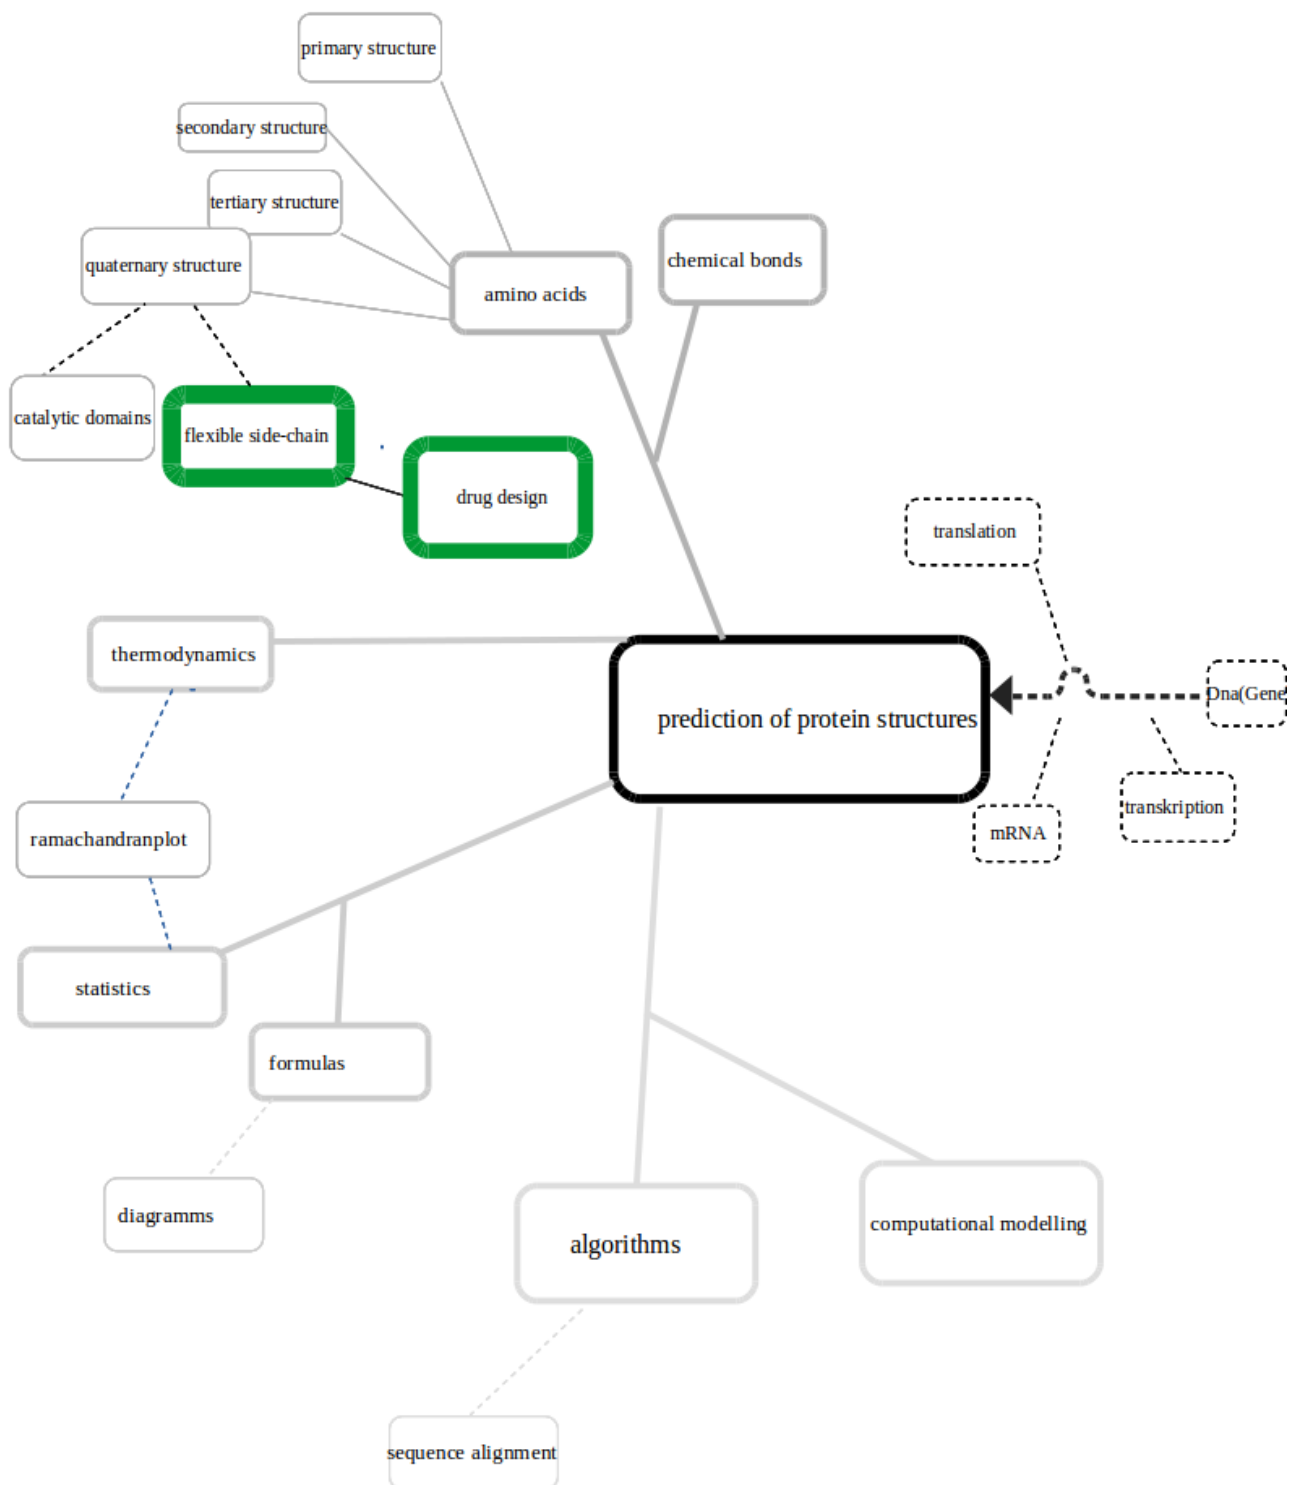 primary structure
secondary structure
tertiary structure
quaternary structure
amino acids
chemical bonds
catalytic domains
flexible side-chain
drug design
translation
thermodynamics
prediction of protein structures
Dna(Gene
mRNA
transkription
ramachandranplot
statistics
formulas
diagramms
algorithms
computational modelling
sequence alignment